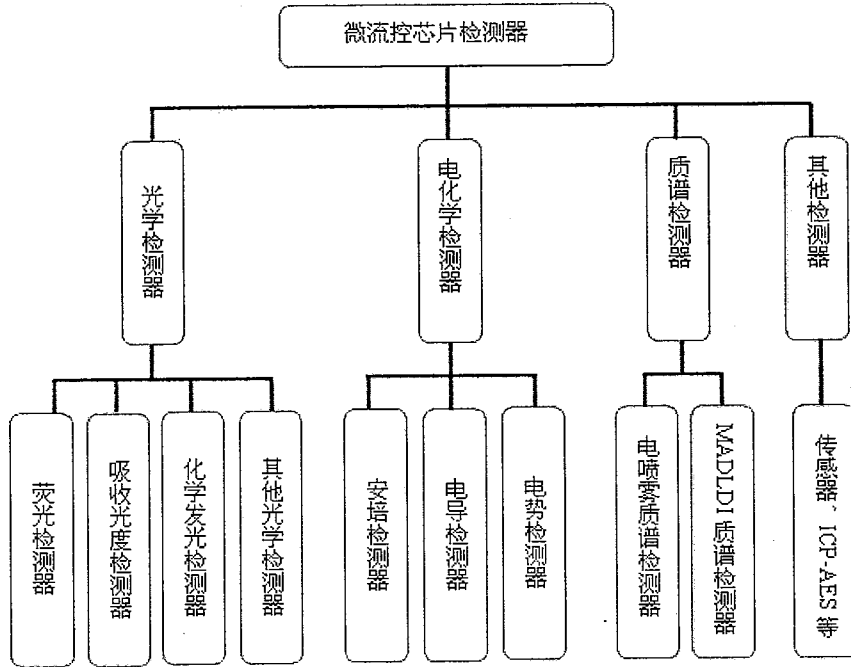 微流控芯片检测器
光学检测器
电化学检测器
质谱检测器
其他检测器
荧光检测器
吸收光度检测器
化学发光检测器
其他光学检测器
安培检测器
电导检测器
电势检测器
电喷雾质谱检测器
MADLDI 质谱检测器
传感器、ICP-AES 等